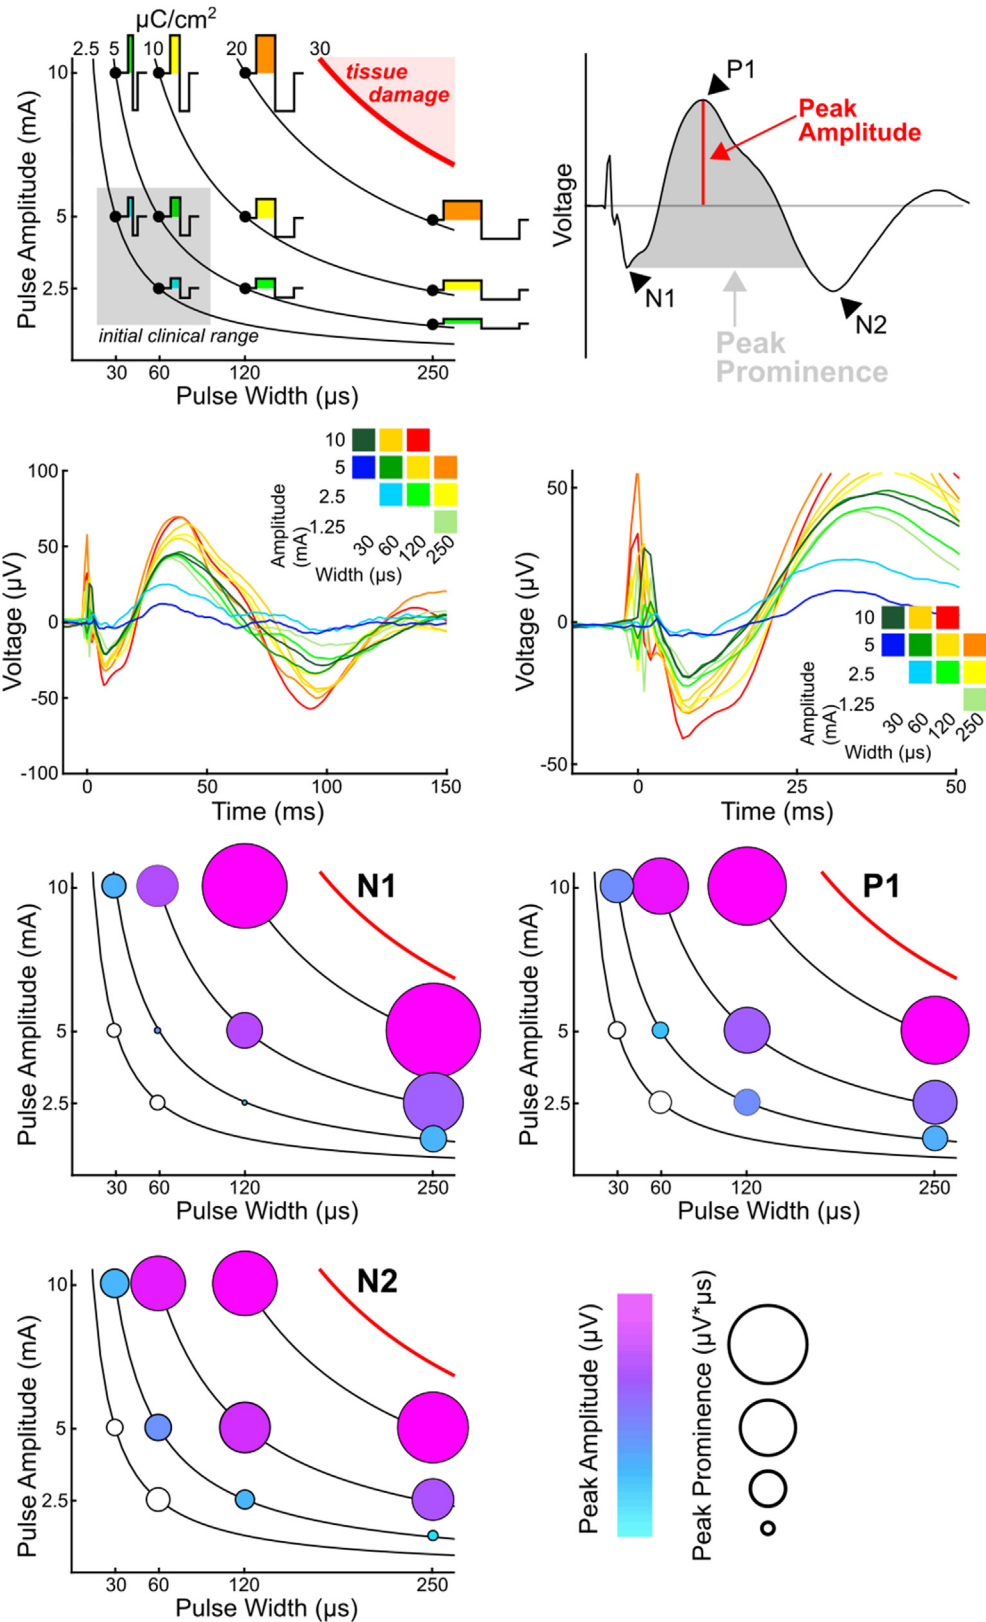 µC/cm²
2.5 5 10 20 30
tissue
damage
10
5
2.5
Pulse Amplitude (mA)
initial clinical range
30 60 120 250
Pulse Width (µs)
P1
Peak
Amplitude
Voltage
N1
N2
Peak
Prominence
100
50
0
-50
-100
Voltage (µV)
10
5
2.5
1.25
Amplitude
(mA)
30 60 120 250
Width (µs)
0 50 100 150
Time (ms)
50
0
-50
Voltage (µV)
10
5
2.5
1.25
Amplitude
(mA)
30 60 120 250
Width (µs)
0 25 50
Time (ms)
N1
10
5
2.5
Pulse Amplitude (mA)
30 60 120 250
Pulse Width (µs)
P1
10
5
2.5
Pulse Amplitude (mA)
30 60 120 250
Pulse Width (µs)
N2
10
5
2.5
Pulse Amplitude (mA)
30 60 120 250
Pulse Width (µs)
Peak Amplitude (µV)
Peak Prominence (µV*µs)